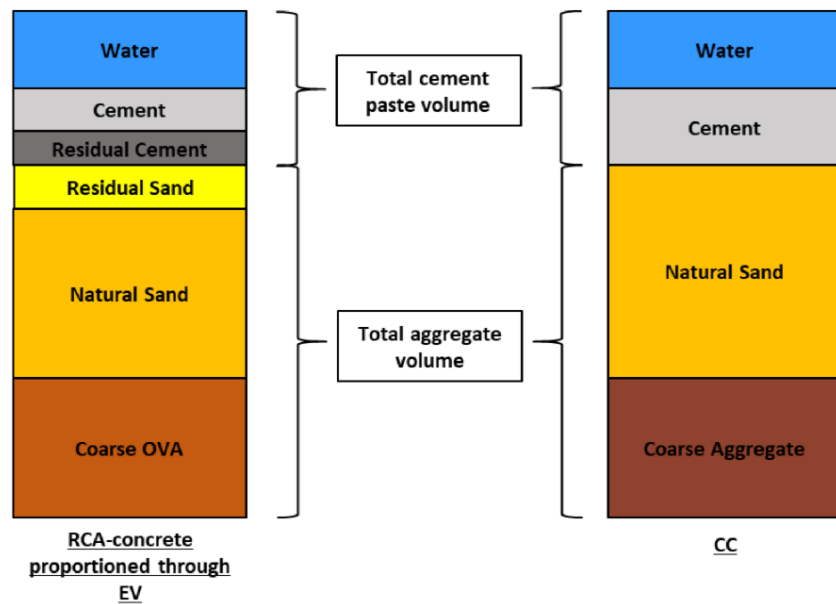 Water
Cement
Residual Cement
Residual Sand
Natural Sand
Coarse OVA
RCA-concrete
proportioned through
EV
Total cement
paste volume
Total aggregate
volume
Water
Cement
Natural Sand
Coarse Aggregate
CC